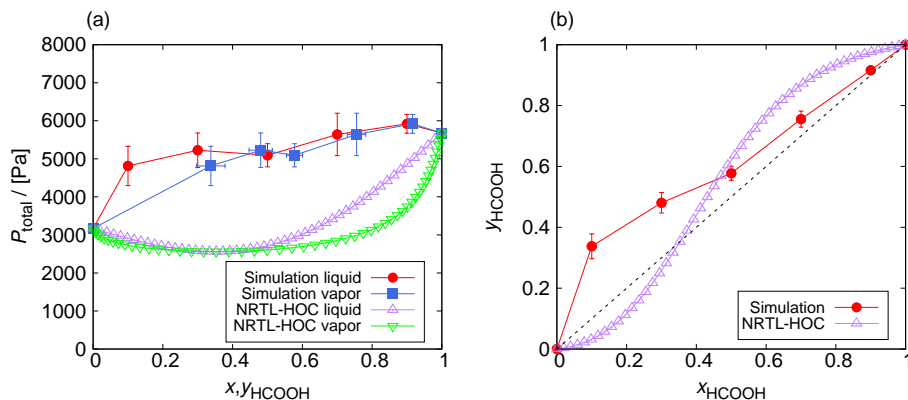 (a)
8000
7000
6000
5000
4000
3000
2000
1000
0
P_total / [Pa]
Simulation liquid
Simulation vapor
NRTL-HOC liquid
NRTL-HOC vapor
0 0.2 0.4 0.6 0.8 1
x,y_HCOOH
(b)
1
0.8
0.6
0.4
0.2
0
y_HCOOH
Simulation
NRTL-HOC
0 0.2 0.4 0.6 0.8 1
x_HCOOH